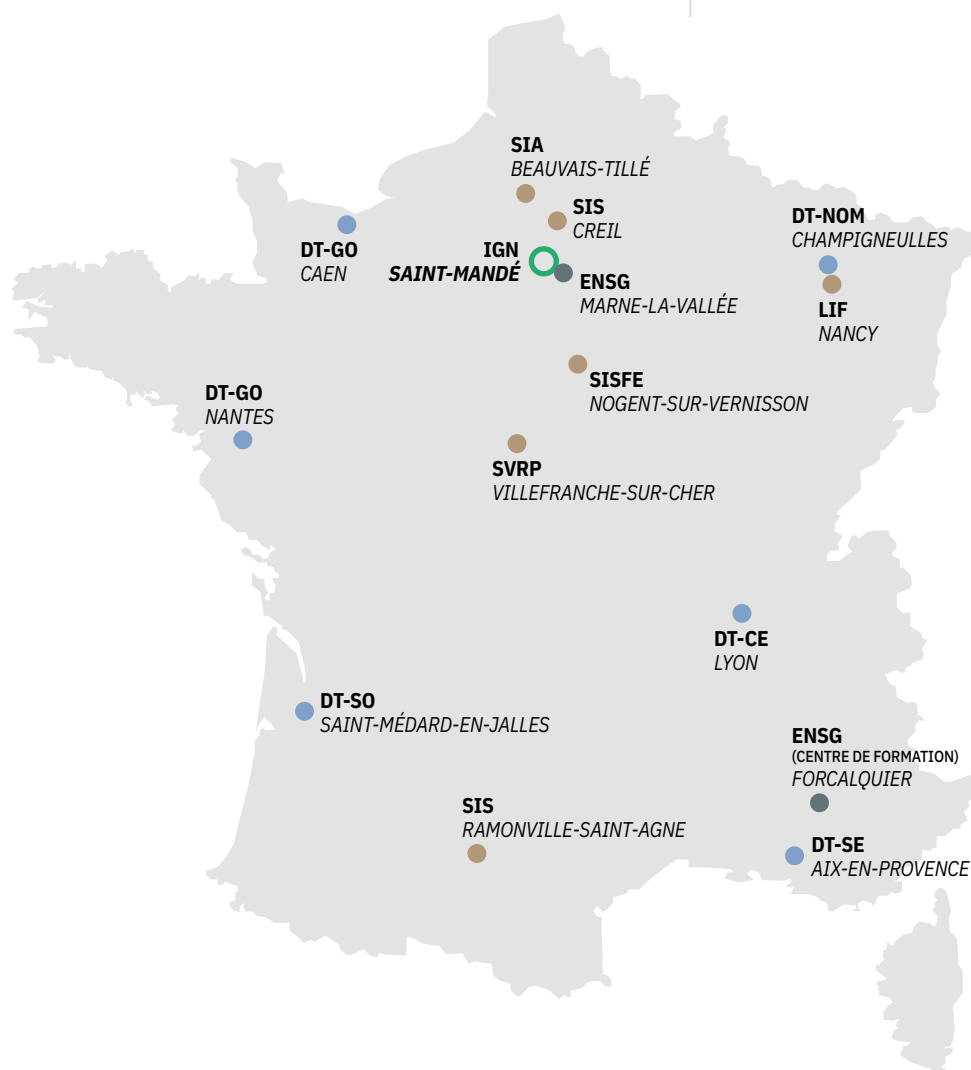 SIA
BEAUVAIS-TILLÉ
SIS
CREIL
DT-NOM
CHAMPIGNEULLES
DT-GO
CAEN
IGN
SAINT-MANDÉ
ENSG
MARNE-LA-VALLÉE
LIF
NANCY
SISFE
NOGENT-SUR-VERNISSON
DT-GO
NANTES
SVRP
VILLEFRANCHE-SUR-CHER
DT-CE
LYON
DT-SO
SAINT-MÉDARD-EN-JALLES
ENSG
(CENTRE DE FORMATION)
FORCALQUIER
SIS
RAMONVILLE-SAINT-AGNE
DT-SE
AIX-EN-PROVENCE